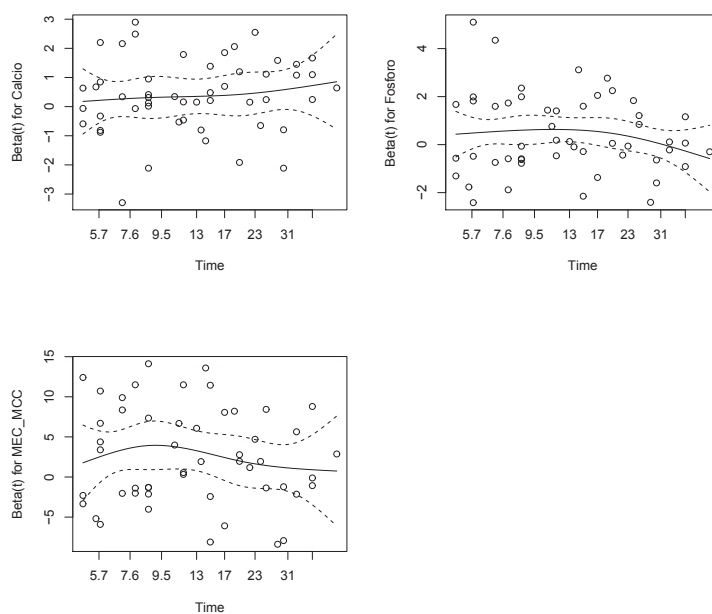 Beta(t) for Calcio
3
2
1
0
-1
-2
-3
5.7 7.6 9.5 13 17 23 31
Time
Beta(t) for Fosforo
4
2
0
-2
5.7 7.6 9.5 13 17 23 31
Time
Beta(t) for MEC_MCC
15
10
5
0
-5
5.7 7.6 9.5 13 17 23 31
Time